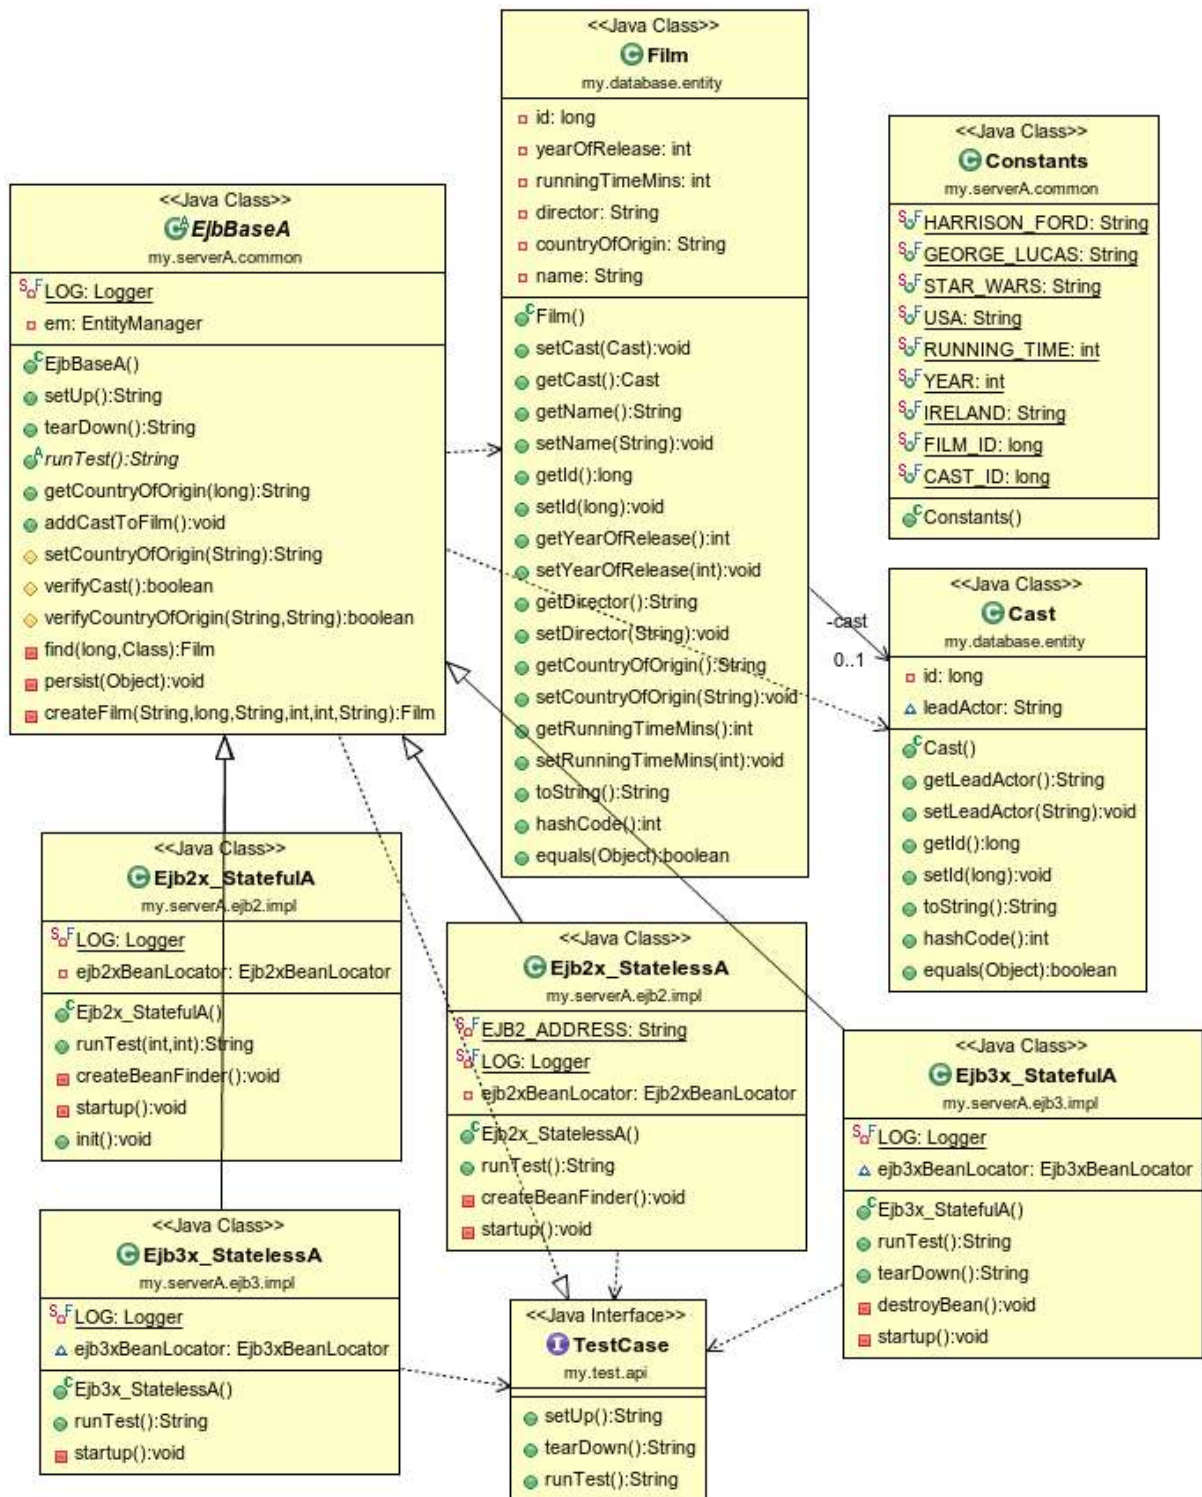 <<Java Class>>
Film
my.database.entity
id: long
yearOfRelease: int
runningTimeMins: int
director: String
countryOfOrigin: String
name: String
Film()
setCast(Cast):void
getCast():Cast
getName():String
setName(String):void
getId():long
setId(long):void
getYearOfRelease():int
setYearOfRelease(int):void
getDirector():String
setDirector(String):void
getCountryOfOrigin():String
setCountryOfOrigin(String):void
getRunningTimeMins():int
setRunningTimeMins(int):void
toString():String
hashCode():int
equals(Object):boolean
<<Java Class>>
Constants
my.serverA.common
HARRISON_FORD: String
GEORGE_LUCAS: String
STAR_WARS: String
USA: String
RUNNING_TIME: int
YEAR: int
IRELAND: String
FILM_ID: long
CAST_ID: long
Constants()
<<Java Class>>
EjbBaseA
my.serverA.common
LOG: Logger
em: EntityManager
EjbBaseA()
setUp():String
tearDown():String
runTest():String
getCountryOfOrigin(long):String
addCastToFilm():void
setCountryOfOrigin(String):String
verifyCast():boolean
verifyCountryOfOrigin(String,String):boolean
find(long,Class):Film
persist(Object):void
createFilm(String,long,String,int,int,String):Film
-cast
0..1
<<Java Class>>
Cast
my.database.entity
id: long
leadActor: String
Cast()
getLeadActor():String
setLeadActor(String):void
getId():long
setId(long):void
toString():String
hashCode():int
equals(Object):boolean
<<Java Class>>
Ejb2x_StatefulA
my.serverA.ejb2.impl
LOG: Logger
ejb2xBeanLocator: Ejb2xBeanLocator
Ejb2x_StatefulA()
runTest(int,int):String
createBeanFinder():void
startup():void
init():void
<<Java Class>>
Ejb2x_StatelessA
my.serverA.ejb2.impl
EJB2_ADDRESS: String
LOG: Logger
ejb2xBeanLocator: Ejb2xBeanLocator
Ejb2x_StatelessA()
runTest():String
createBeanFinder():void
startup():void
<<Java Class>>
Ejb3x_StatefulA
my.serverA.ejb3.impl
LOG: Logger
ejb3xBeanLocator: Ejb3xBeanLocator
Ejb3x_StatefulA()
runTest():String
tearDown():String
destroyBean():void
startup():void
<<Java Class>>
Ejb3x_StatelessA
my.serverA.ejb3.impl
LOG: Logger
ejb3xBeanLocator: Ejb3xBeanLocator
Ejb3x_StatelessA()
runTest():String
startup():void
<<Java Interface>>
TestCase
my.test.api
setUp():String
tearDown():String
runTest():String